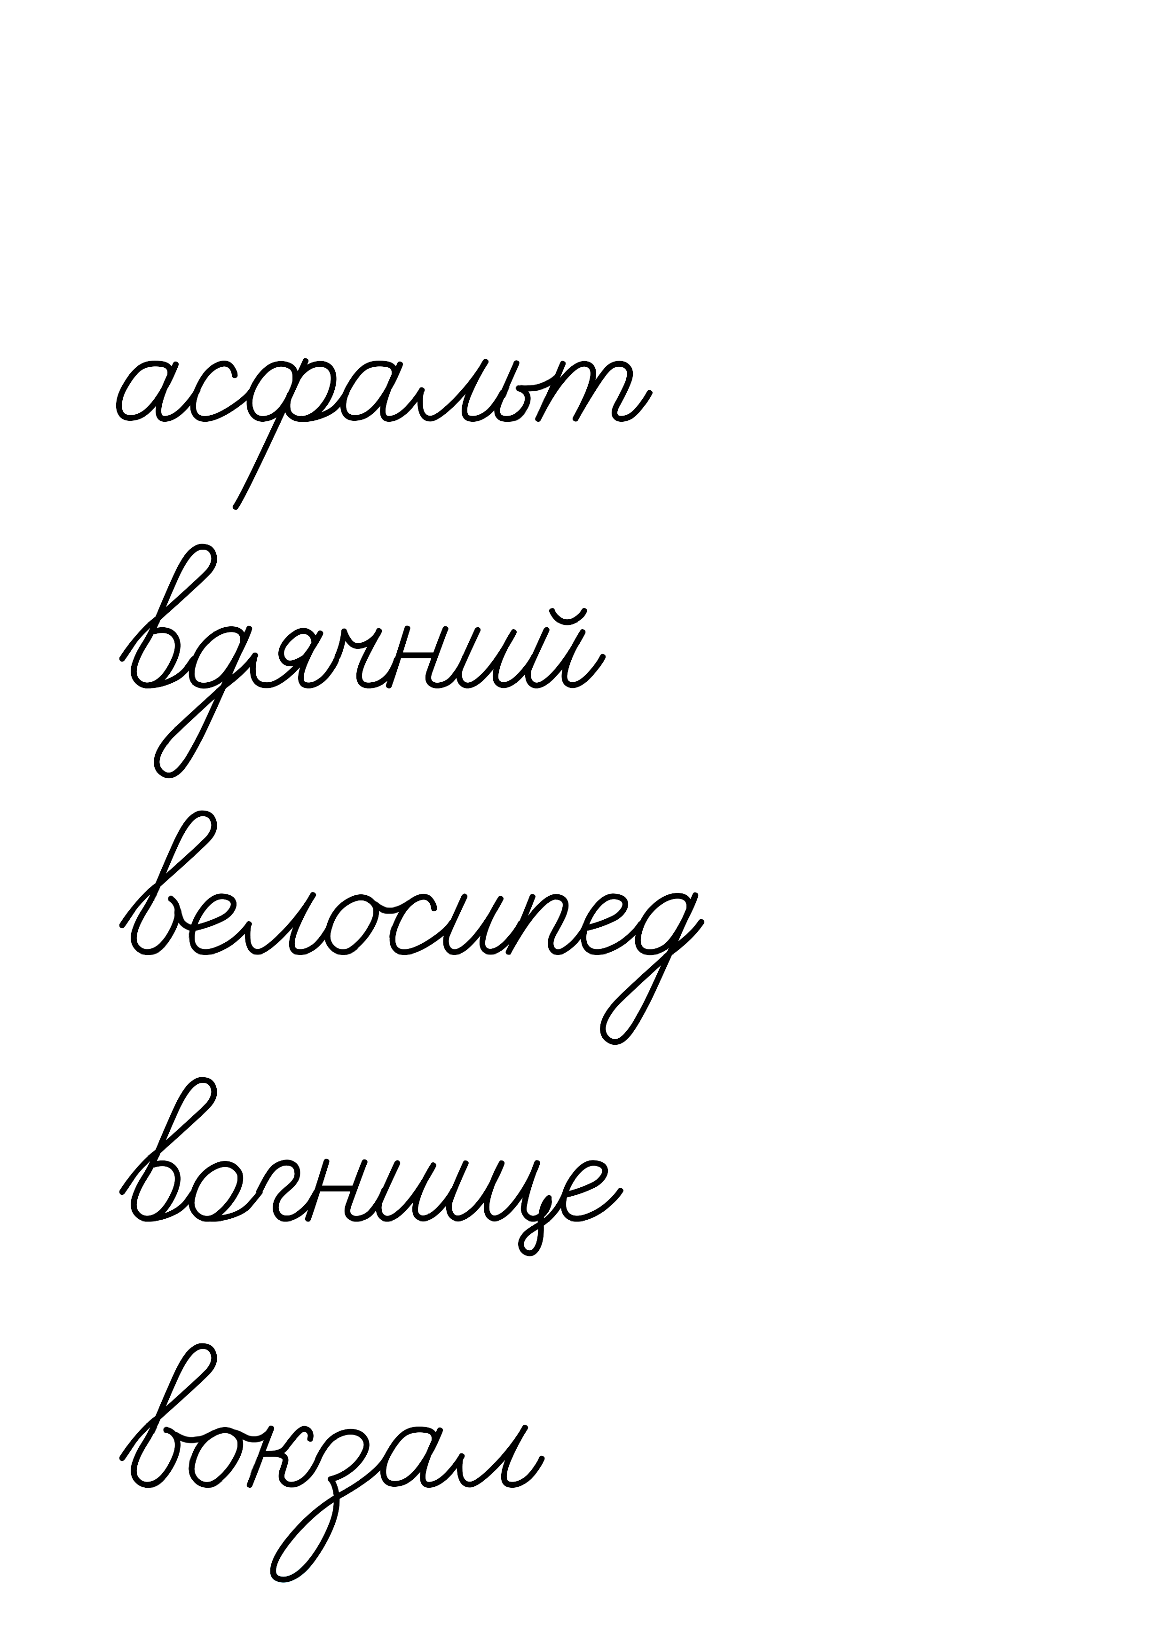 асфальт
вдячний
велосипед
вогнище
вокзал